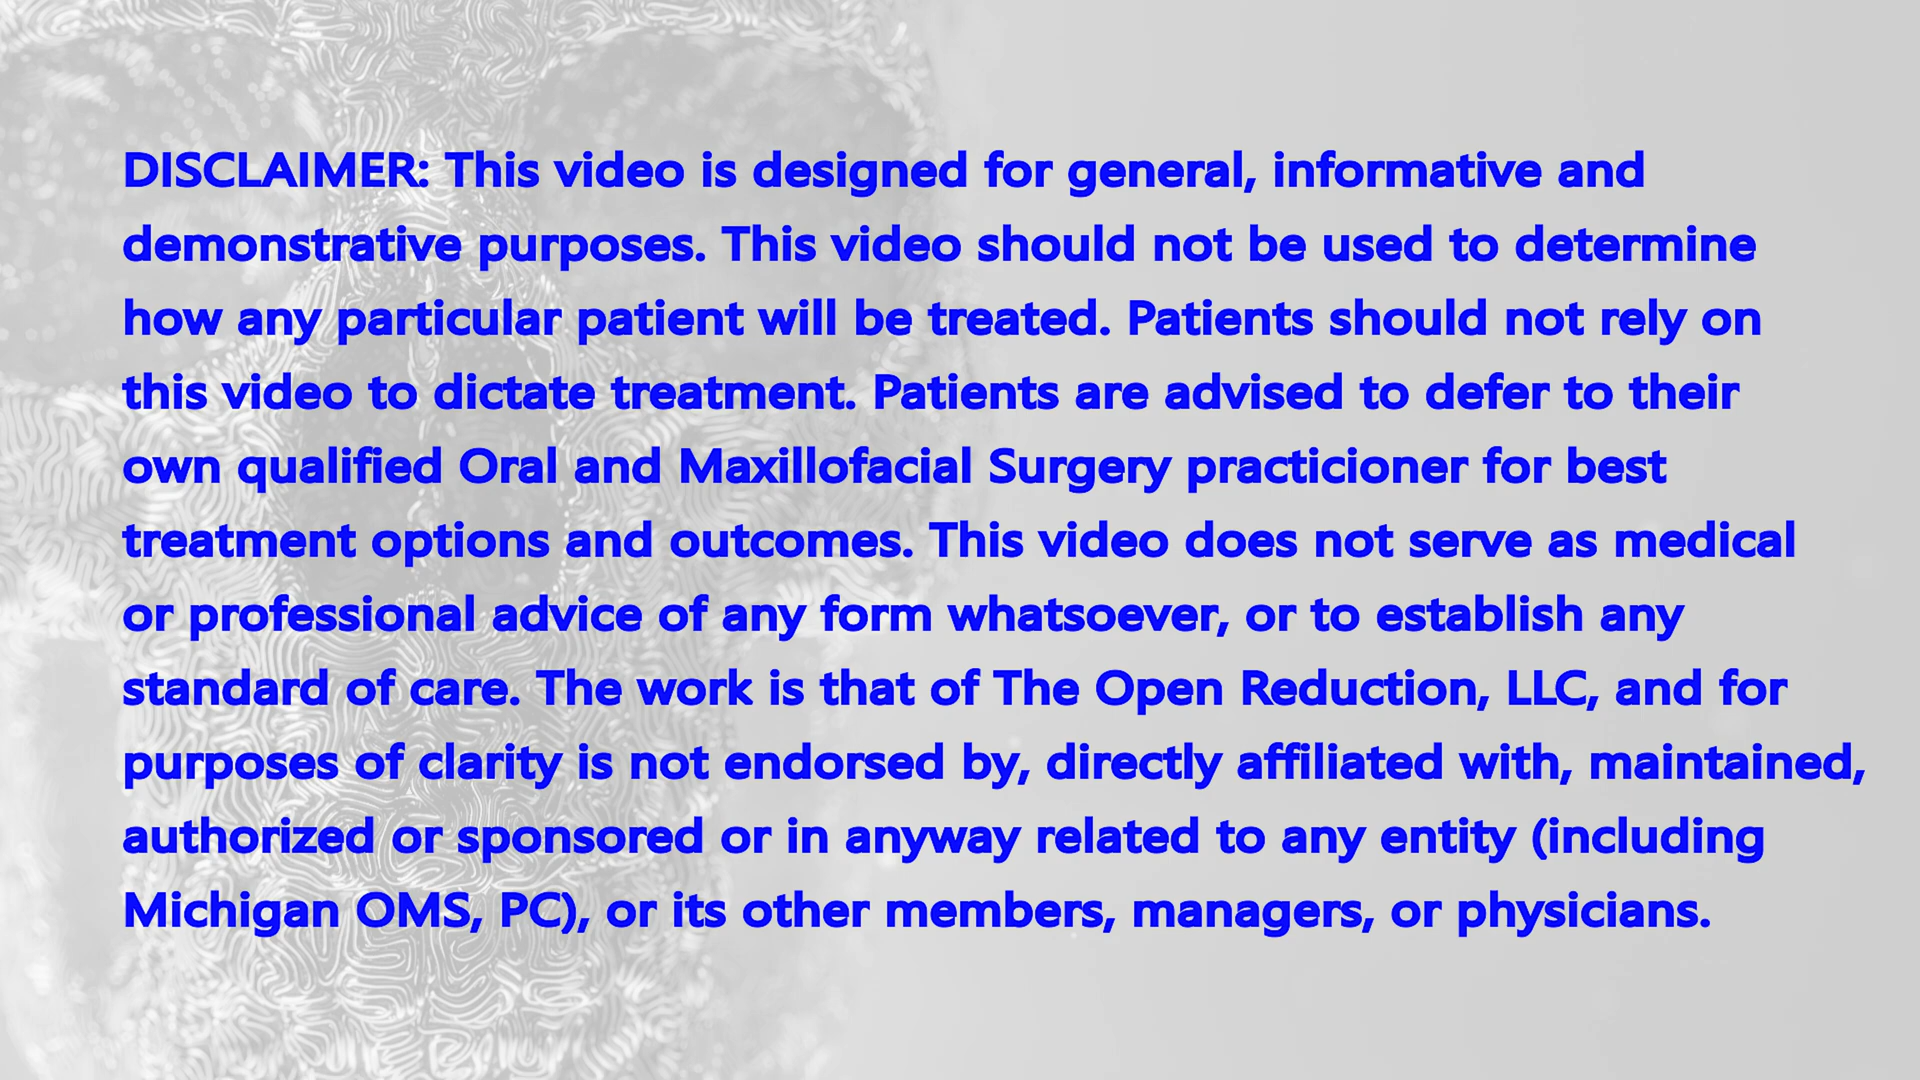 DISCLAIMER: This video is designed for general, informative and
demonstrative purposes. This video should not be used to determine
how any particular patient will be treated. Patients should not rely on
this video to dictate treatment. Patients are advised to defer to their
own qualified Oral and Maxillofacial Surgery practicioner for best
treatment options and outcomes. This video does not serve as medical
or professional advice of any form whatsoever, or to establish any
standard of care. The work is that of The Open Reduction, LLC, and for
purposes of clarity is not endorsed by, directly affiliated with, maintained,
authorized or sponsored or in anyway related to any entity (including
Michigan OMS, PC), or its other members, managers, or physicians.